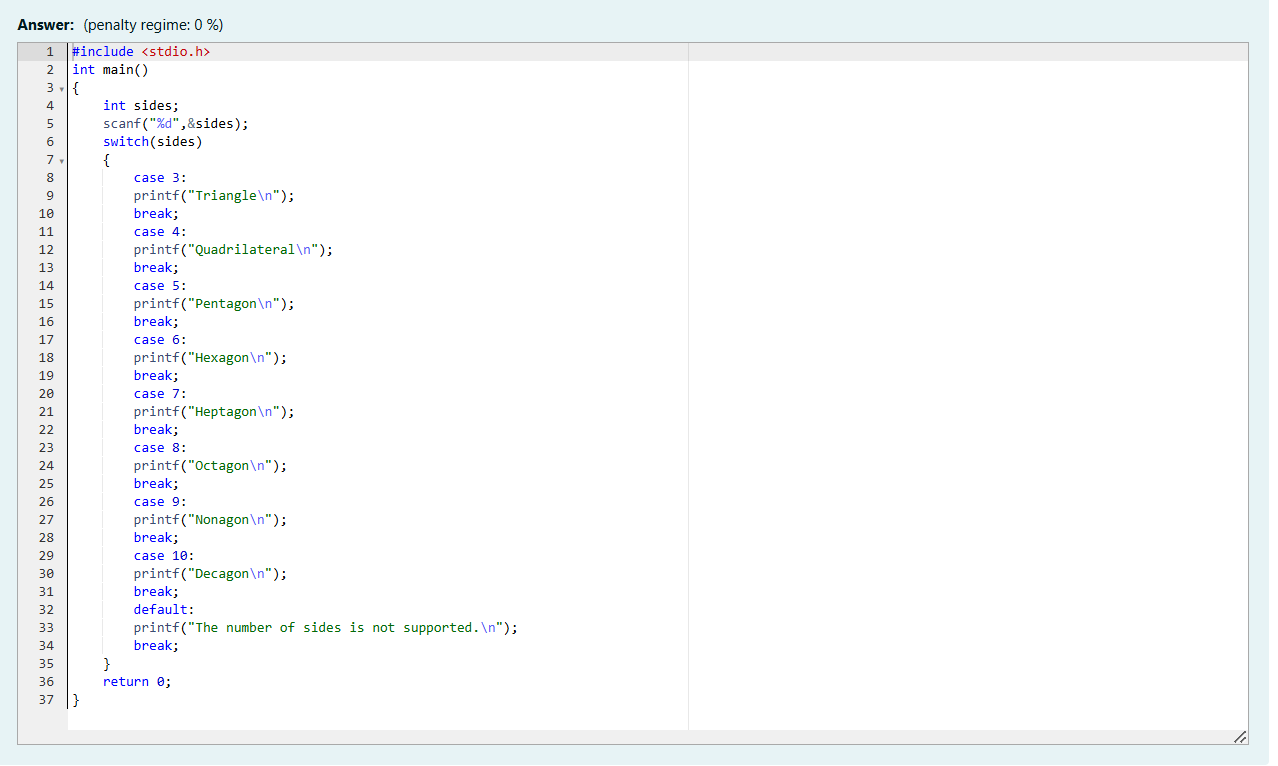 Answer: (penalty regime: 0 %)
1 #include <stdio.h>
2 int main()
3 {
4     int sides;
5     scanf("%d",&sides);
6     switch(sides)
7     {
8         case 3:
9         printf("Triangle\n");
10         break;
11         case 4:
12         printf("Quadrilateral\n");
13         break;
14         case 5:
15         printf("Pentagon\n");
16         break;
17         case 6:
18         printf("Hexagon\n");
19         break;
20         case 7:
21         printf("Heptagon\n");
22         break;
23         case 8:
24         printf("Octagon\n");
25         break;
26         case 9:
27         printf("Nonagon\n");
28         break;
29         case 10:
30         printf("Decagon\n");
31         break;
32         default:
33         printf("The number of sides is not supported.\n");
34         break;
35     }
36     return 0;
37 }